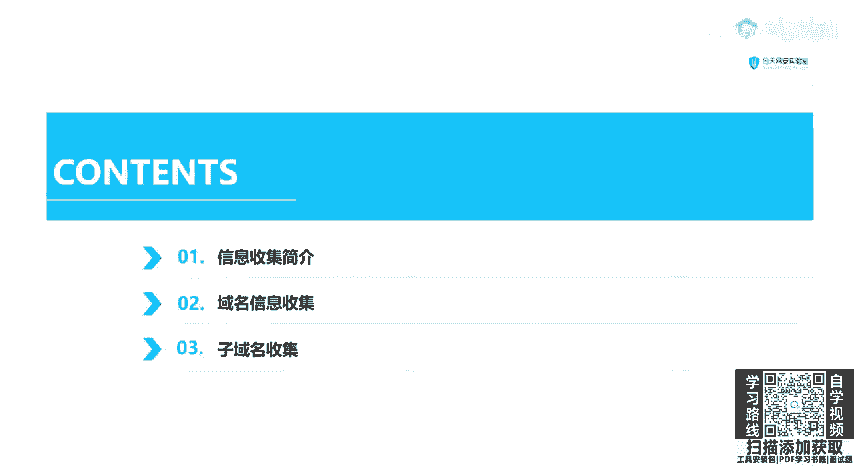 CONTENTS
01. 信息收集简介
02. 域名信息收集
03. 子域名收集
学习路线
自学视频
扫描添加获取
工具安装包|PDF学习书籍|面试题